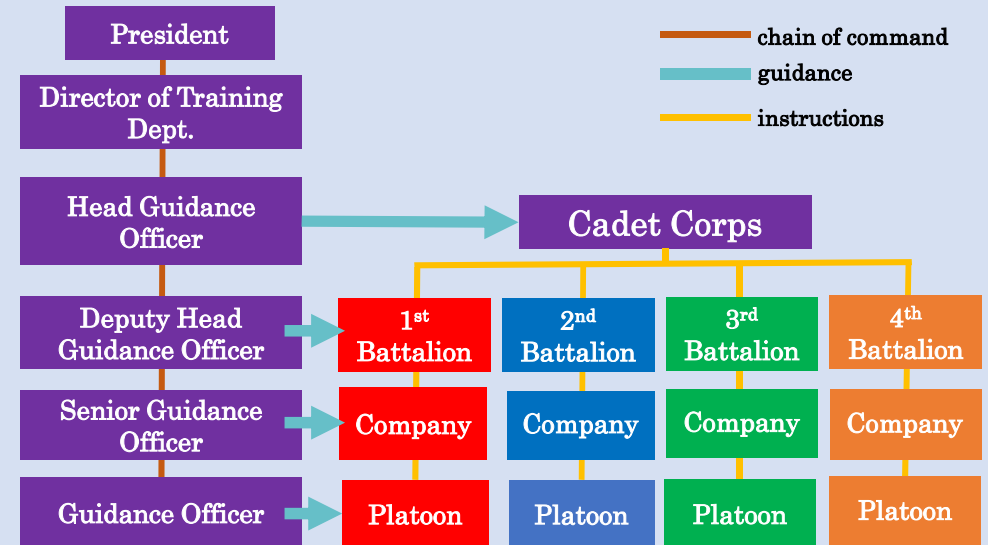 President
chain of command
guidance
instructions
Director of Training
Dept.
Head Guidance
Officer
Cadet Corps
Deputy Head
Guidance Officer
1st
Battalion
2nd
Battalion
3rd
Battalion
4th
Battalion
Senior Guidance
Officer
Company
Company
Company
Company
Guidance Officer
Platoon
Platoon
Platoon
Platoon